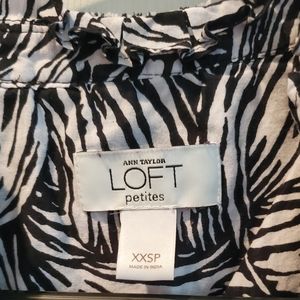 ANN TAYLOR
LOFT
petites
XXSP
MADE IN INDIA